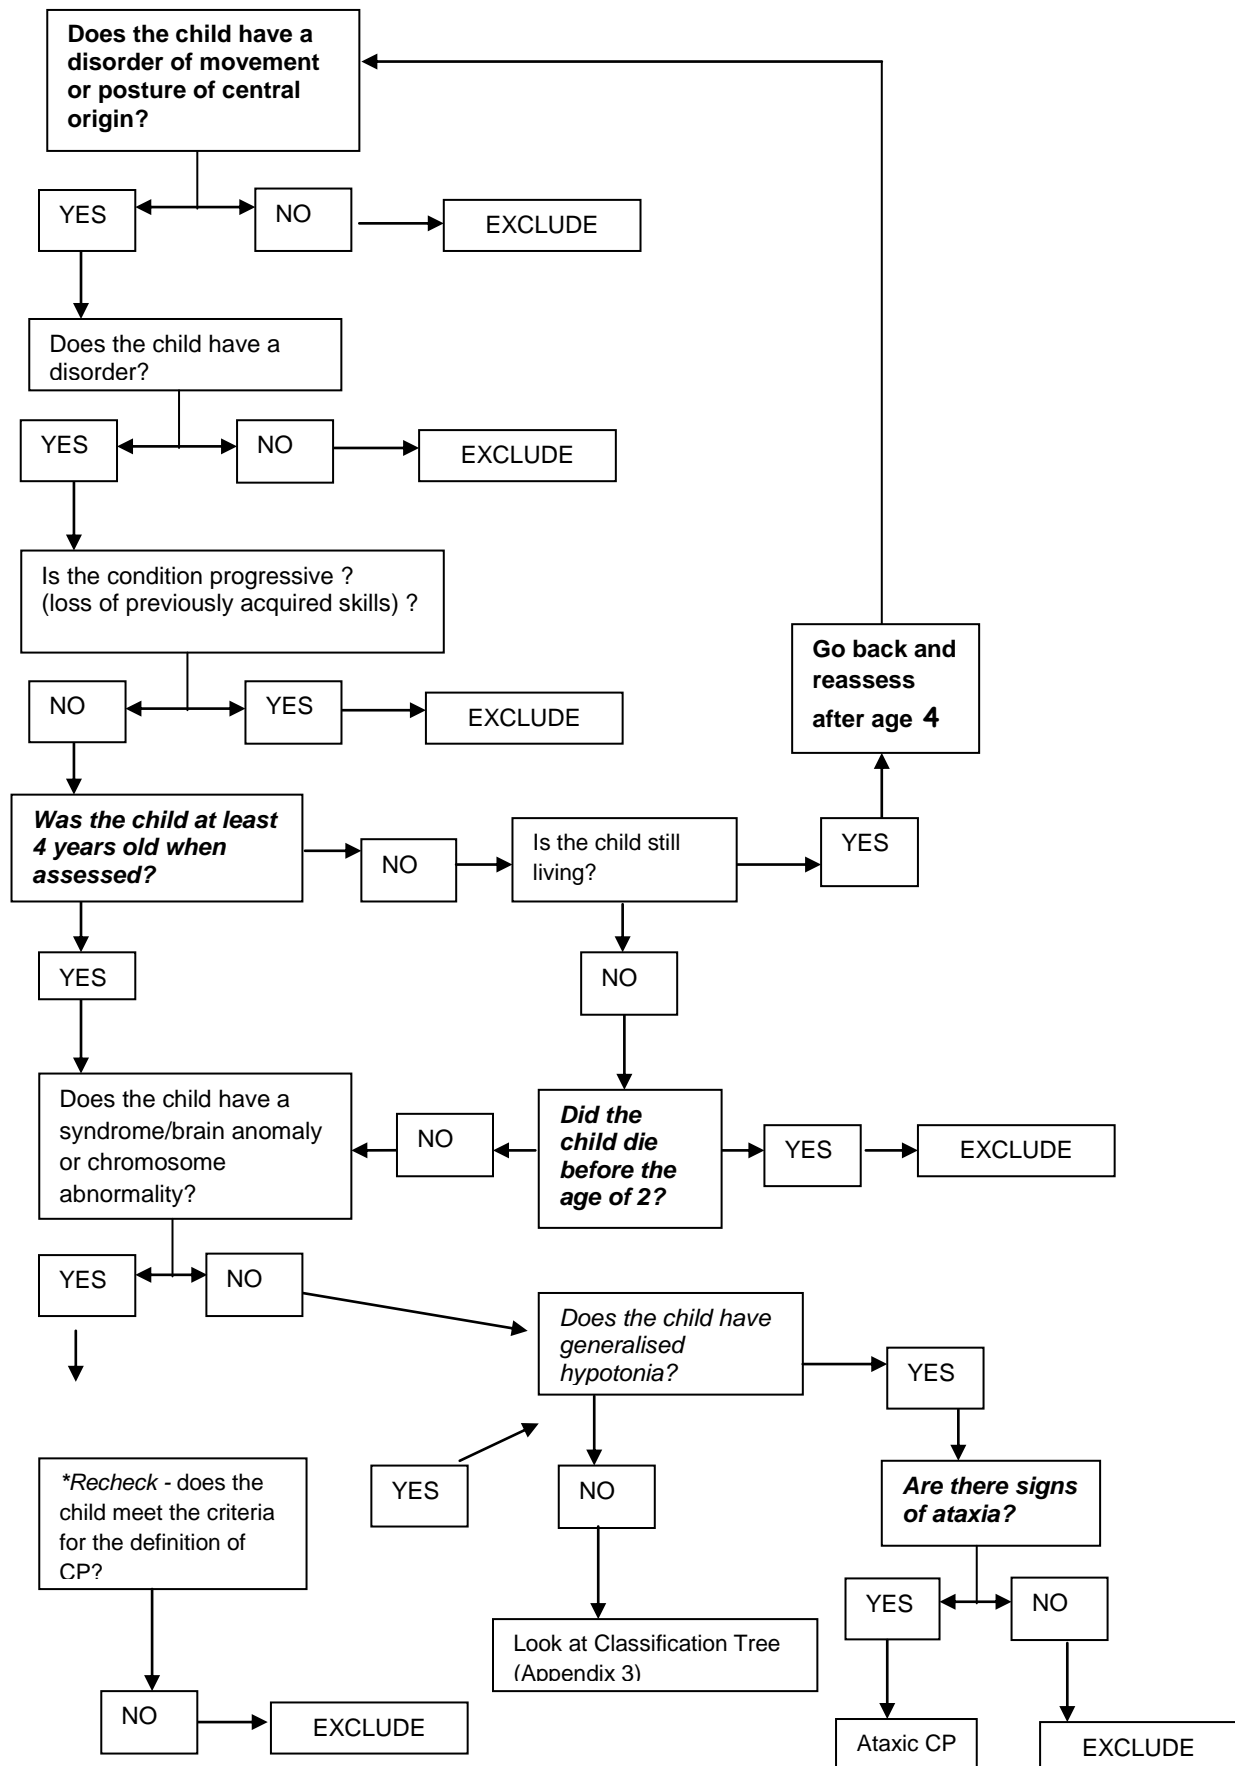 Does the child have a
disorder of movement
or posture of central
origin?
YES
NO
EXCLUDE
Does the child have a
disorder?
YES
NO
EXCLUDE
Is the condition progressive ?
(loss of previously acquired skills) ?
Go back and
reassess
after age 4
NO
YES
EXCLUDE
Was the child at least
4 years old when
assessed?
NO
Is the child still
living?
YES
YES
NO
Does the child have a
syndrome/brain anomaly
or chromosome
abnormality?
NO
Did the
child die
before the
age of 2?
YES
EXCLUDE
YES
NO
Does the child have
generalised
hypotonia?
YES
*Recheck - does the
child meet the criteria
for the definition of
CP?
YES
NO
Are there signs
of ataxia?
YES
NO
Look at Classification Tree
(Appendix 3)
NO
EXCLUDE
Ataxic CP
EXCLUDE